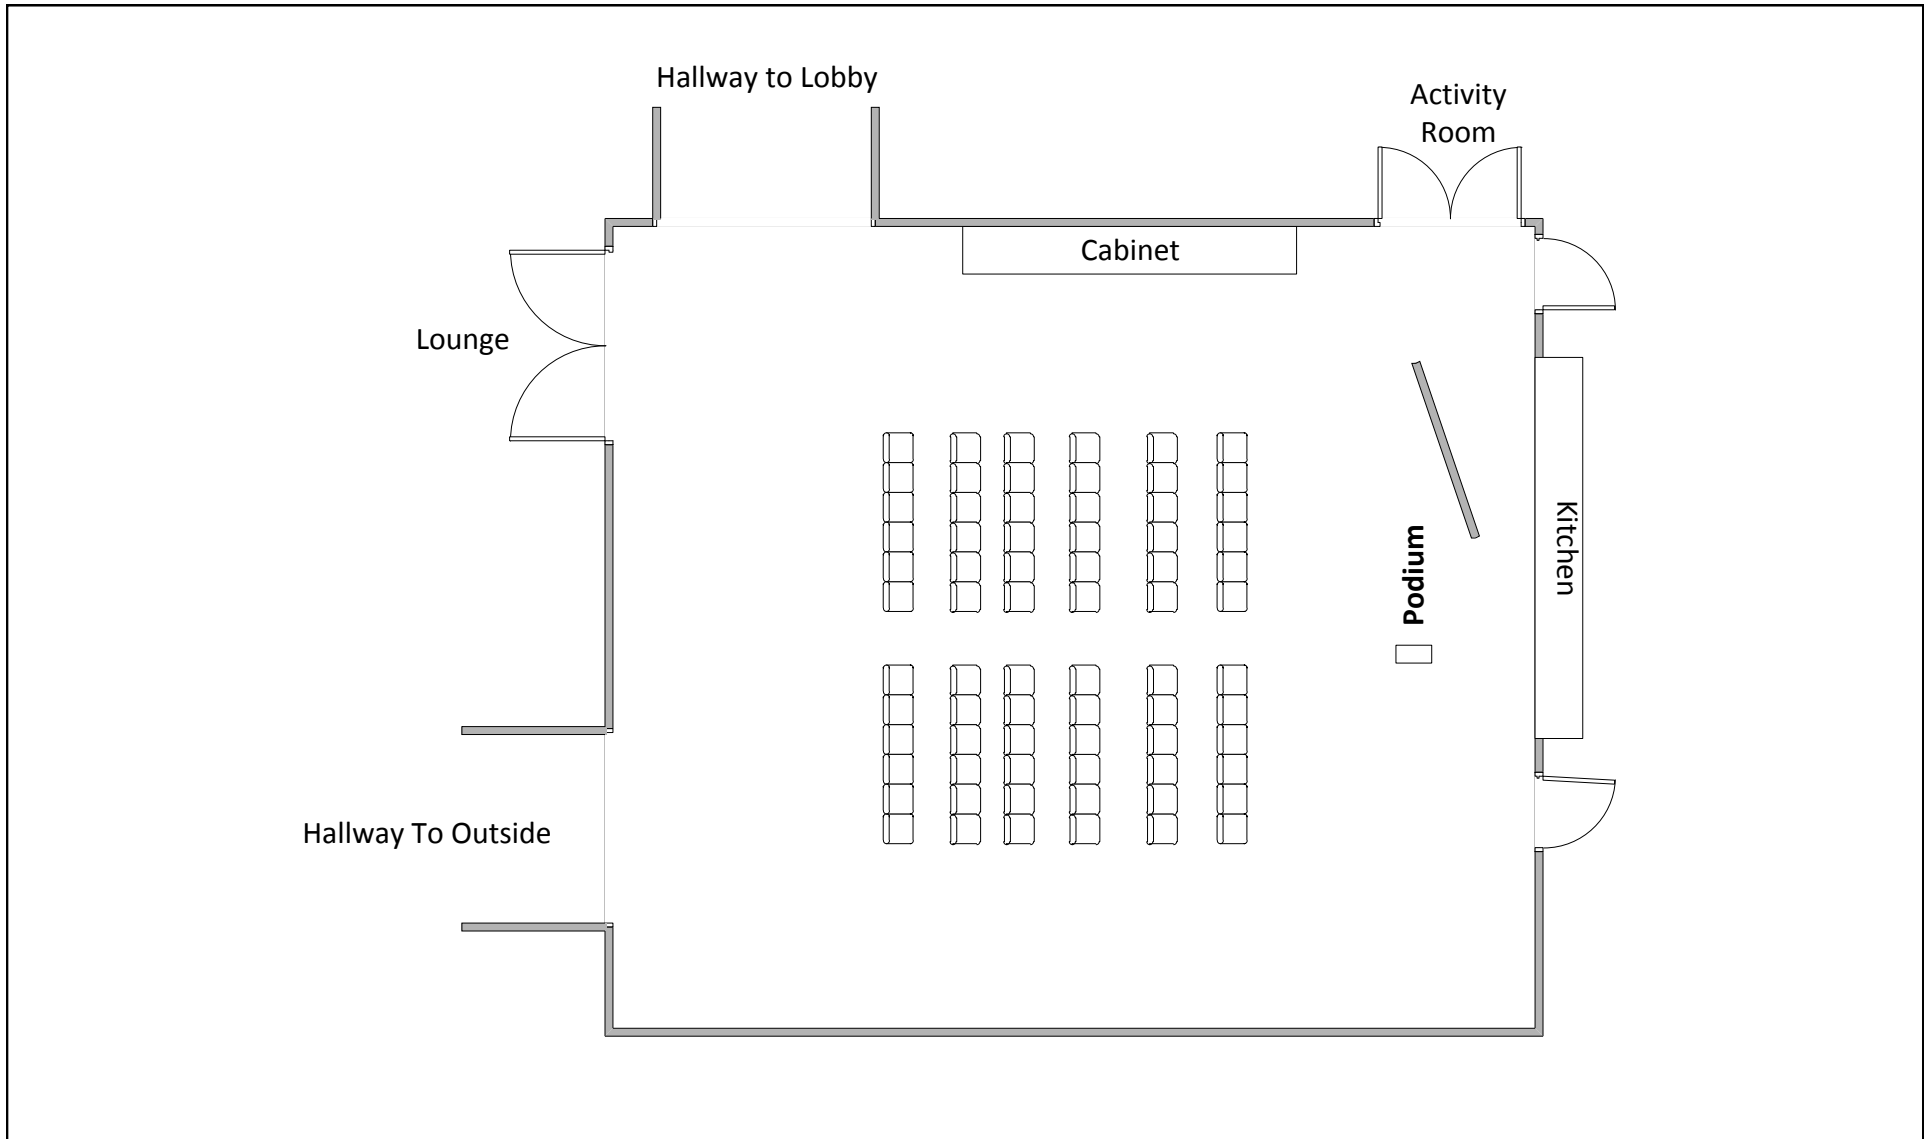 Hallway to Lobby
Activity
Room
Cabinet
Lounge
Kitchen
Podium
Hallway To Outside